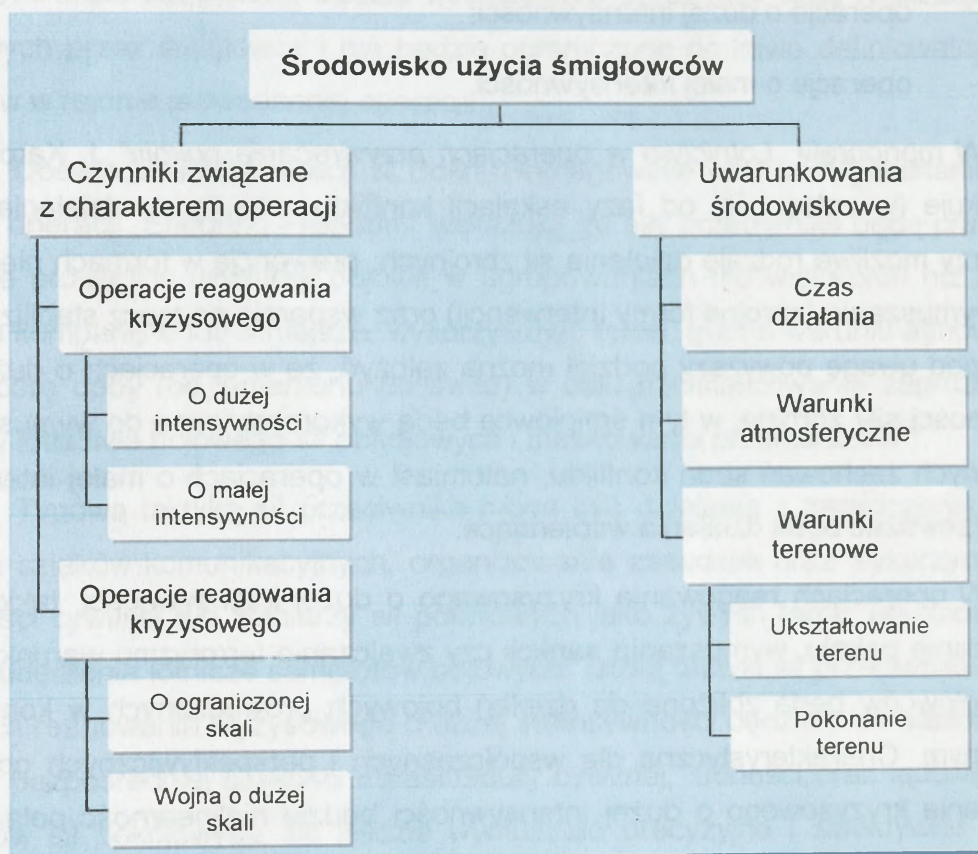 Środowisko użycia śmigłowców
Czynniki związane
z charakterem operacji
Operacje reagowania
kryzysowego
O dużej
intensywności
O małej
intensywności
Operacje reagowania
kryzysowego
O ograniczonej
skali
Wojna o dużej
skali
Uwarunkowania
środowiskowe
Czas
działania
Warunki
atmosferyczne
Warunki
terenowe
Ukształtowanie
terenu
Pokonanie
terenu